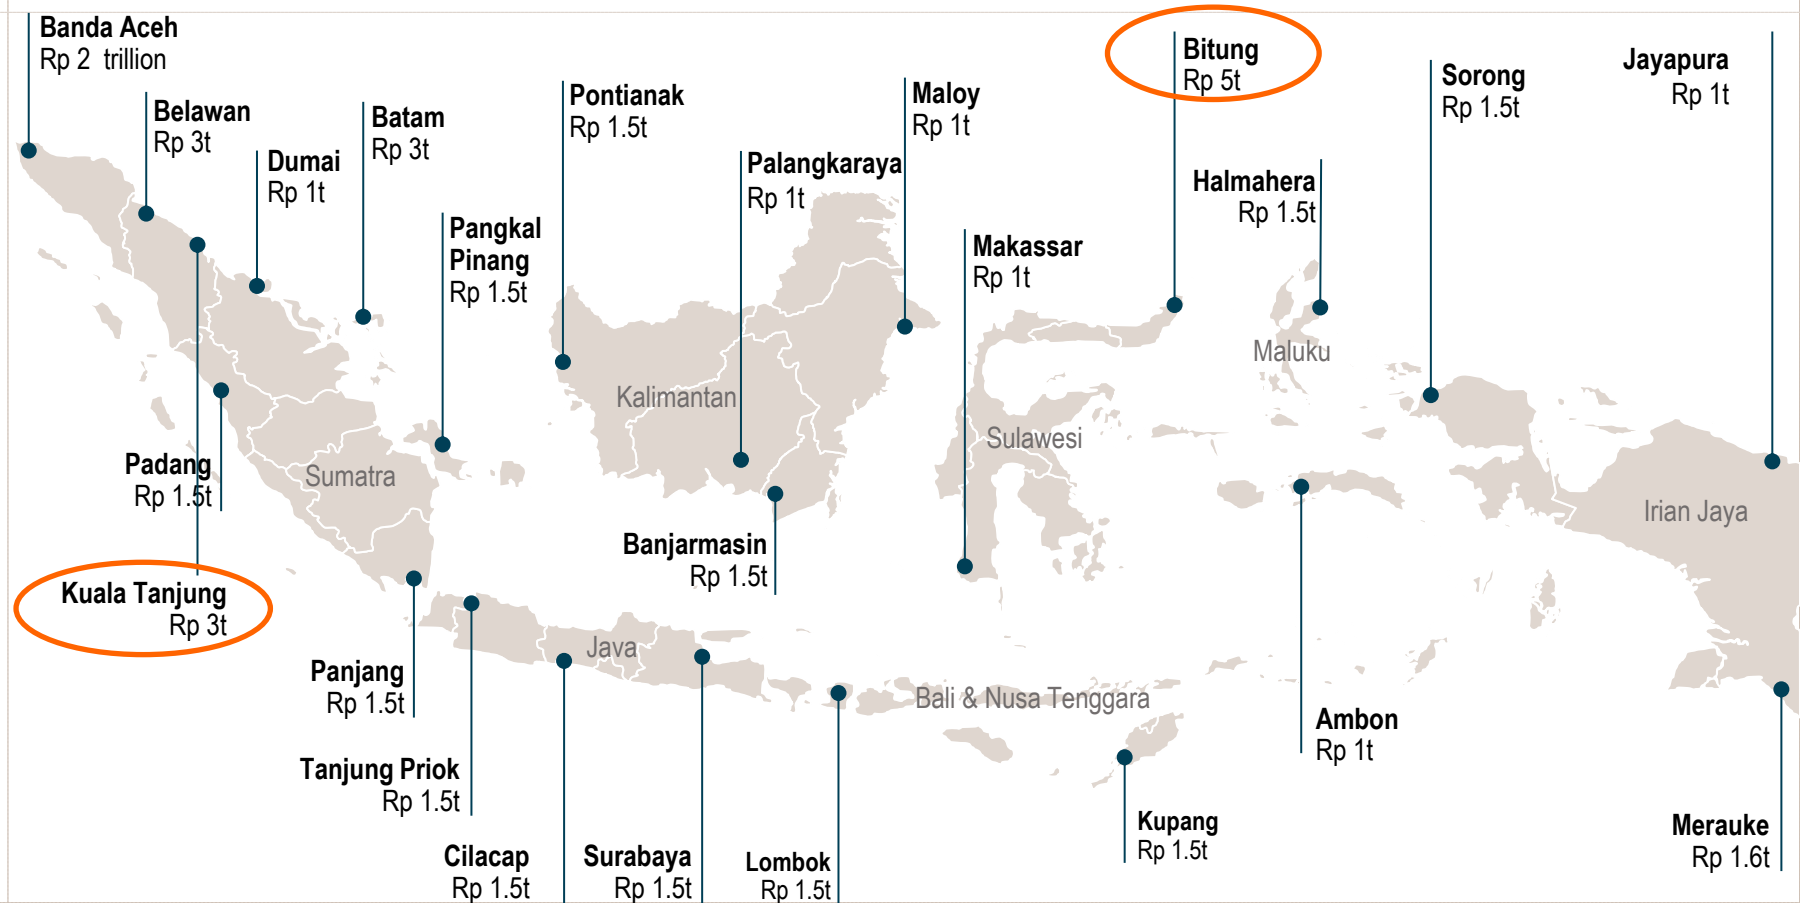 Banda Aceh
Rp 2 trillion
Belawan
Rp 3t
Dumai
Rp 1t
Batam
Rp 3t
Pangkal
Pinang
Rp 1.5t
Pontianak
Rp 1.5t
Palangkaraya
Rp 1t
Maloy
Rp 1t
Makassar
Rp 1t
Bitung
Rp 5t
Halmahera
Rp 1.5t
Sorong
Rp 1.5t
Jayapura
Rp 1t
Maluku
Kalimantan
Sulawesi
Sumatra
Irian Jaya
Padang
Rp 1.5t
Banjarmasin
Rp 1.5t
Kuala Tanjung
Rp 3t
Java
Panjang
Rp 1.5t
Bali & Nusa Tenggara
Ambon
Rp 1t
Tanjung Priok
Rp 1.5t
Kupang
Rp 1.5t
Merauke
Rp 1.6t
Cilacap
Rp 1.5t
Surabaya
Rp 1.5t
Lombok
Rp 1.5t